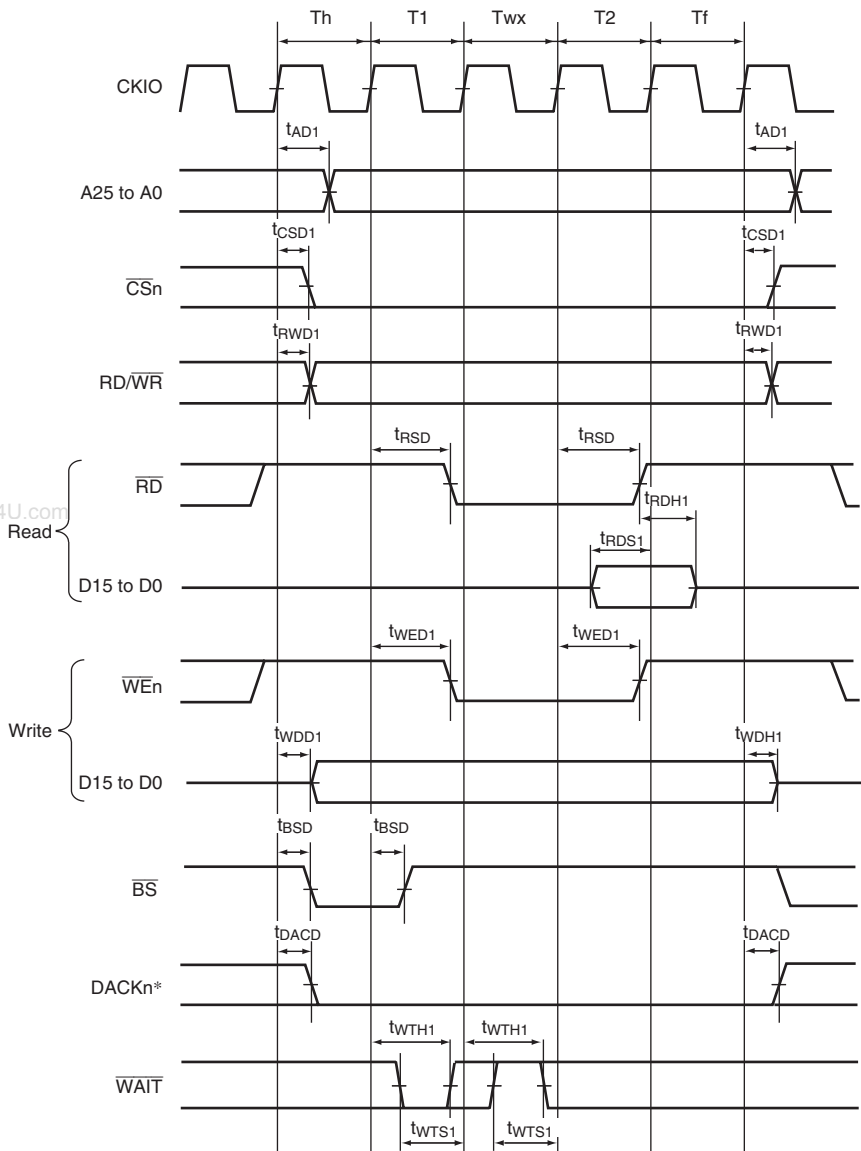 Th T1 Twx T2 Tf
CKIO
tAD1 tAD1
A25 to A0
tCSD1 tCSD1
CSn
tRWD1 tRWD1
RD/WR
tRSD tRSD
RD
tRDH1
4U.com
Read
tRDS1
D15 to D0
tWED1 tWED1
WEn
Write
tWDD1 tWDH1
D15 to D0
tBSD tBSD
BS
tDACD tDACD
DACKn*
tWTH1 tWTH1
WAIT
tWTS1 tWTS1